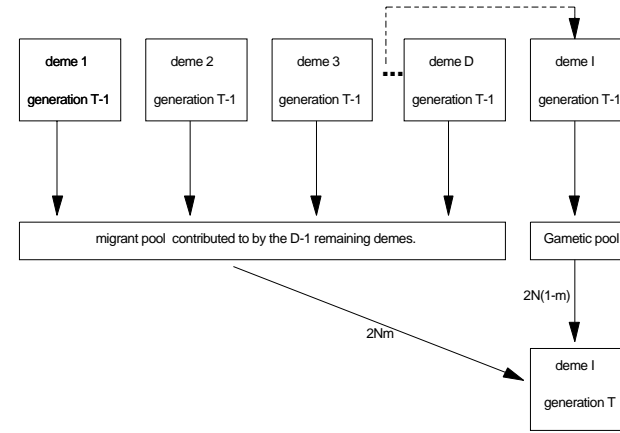 deme 1
generation T-1
deme 2
generation T-1
deme 3
generation T-1
...
deme D
generation T-1
deme I
generation T-1
migrant pool contributed to by the D-1 remaining demes.
Gametic pool
2N(1-m)
2Nm
deme I
generation T